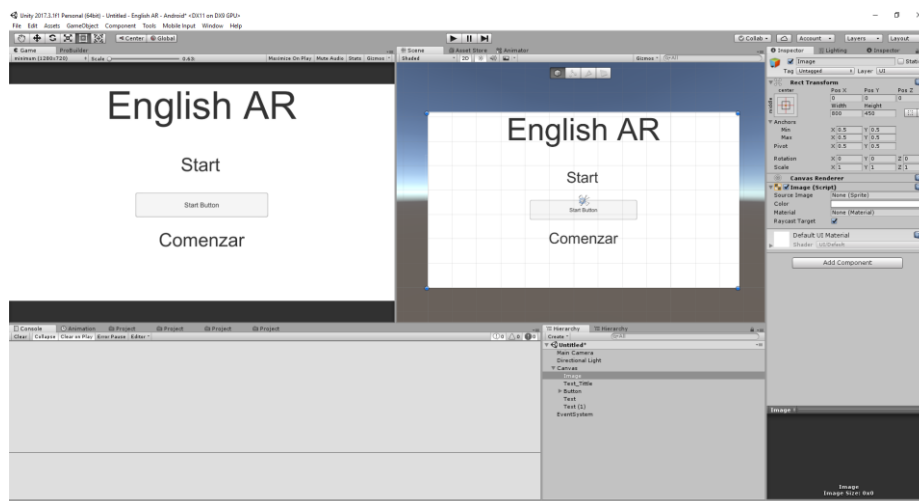 Unity 2017.3.1f1 Personal (64bit) - Untitled - English AR - Android* <DX11 on DX9 GPU>
File Edit Assets GameObject Component Tools Mobile Input Window Help
Center Global
Collab Account Layers Layout
Game ProBuilder
Scale Maximize On Play Mute Audio Stats Gizmos
English AR
Start
Start Button
Comenzar
Scene Asset Store Animator
Shaded 2D Gizmos
English AR
Start
Start Button
Comenzar
Inspector Lighting Inspector
Image
Tag Untagged Layer UI
Rect Transform
center Pos X Pos Y Pos Z
middle 0 0 0
Width Height
800 450
Anchors
Min X 0.5 Y 0.5
Max X 0.5 Y 0.5
Pivot X 0.5 Y 0.5
Rotation X 0 Y 0 Z 0
Scale X 1 Y 1 Z 1
Canvas Renderer
Image (Script)
Source Image None (Sprite)
Color
Material None (Material)
Raycast Target
Default UI Material
Shader UI/Default
Add Component
Console Animation Project Project Project Project
Clear Collapse Clear on Play Error Pause Editor
Hierarchy Hierarchy
Create
Untitled*
Main Camera
Directional Light
Canvas
Image
Text_Tittle
Button
Text
Text (1)
EventSystem
Image
Image
Image Size: 0x0